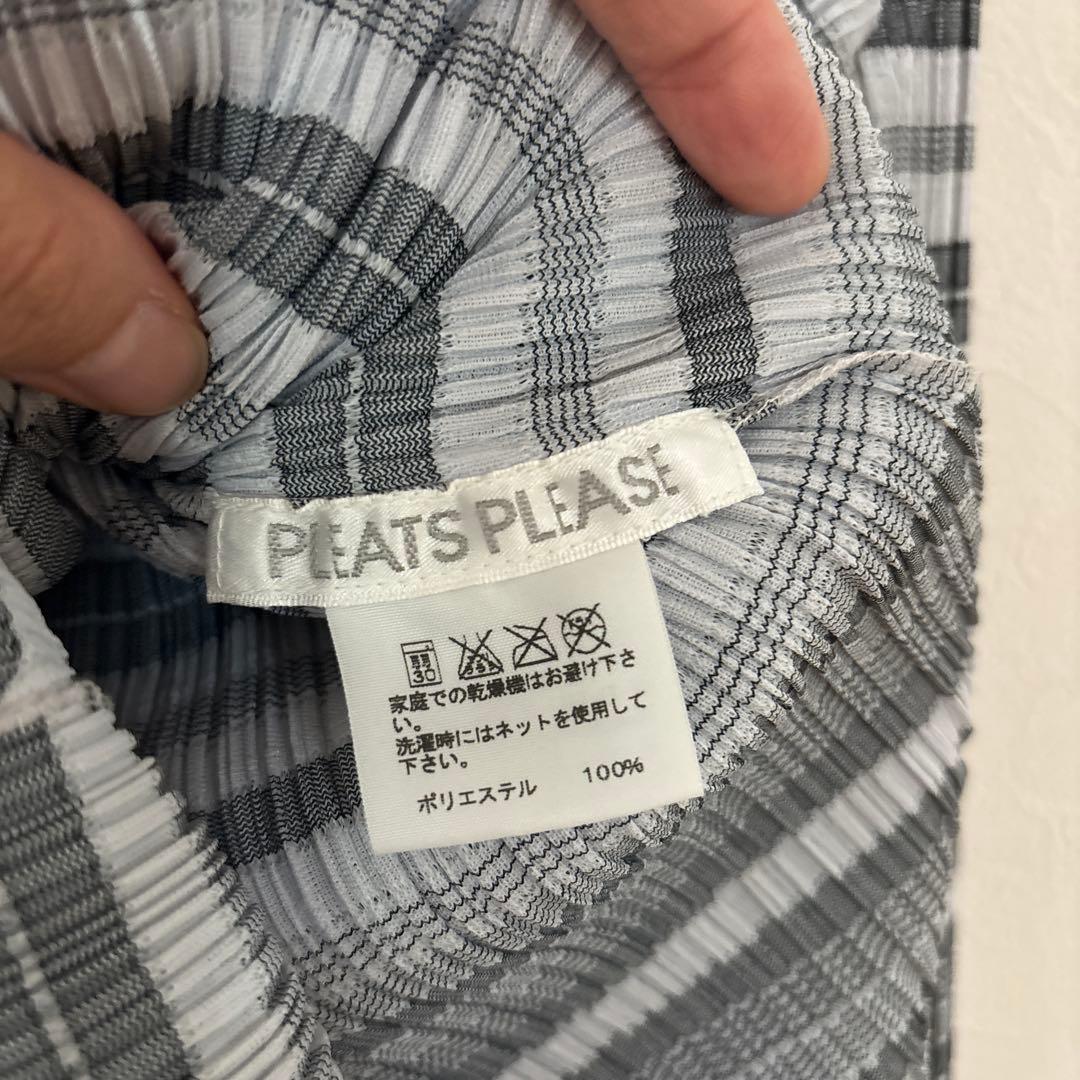 PLEATS PLEASE
弱
30
家庭での乾燥機はお避け下さ
い。
洗濯時にはネットを使用して
下さい。
ポリエステル 100%